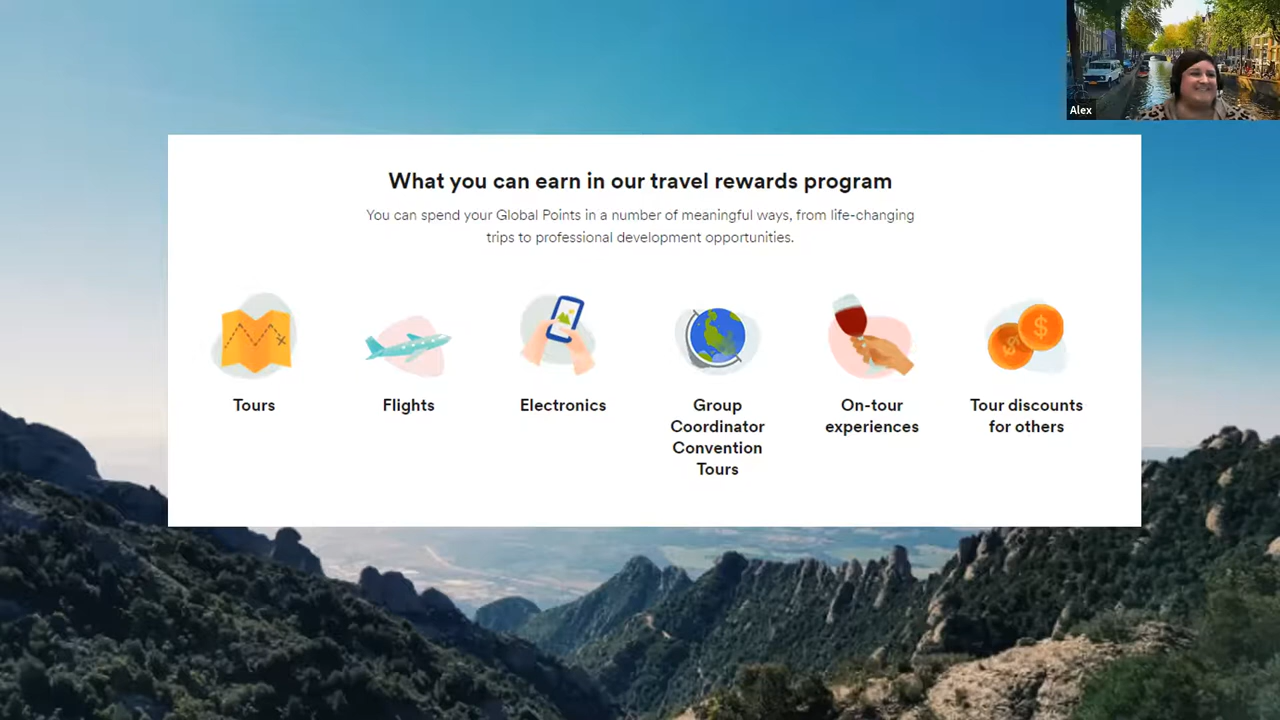 Alex
What you can earn in our travel rewards program
You can spend your Global Points in a number of meaningful ways, from life-changing
trips to professional development opportunities.
Tours
Flights
Electronics
Group
Coordinator
Convention
Tours
On-tour
experiences
Tour discounts
for others